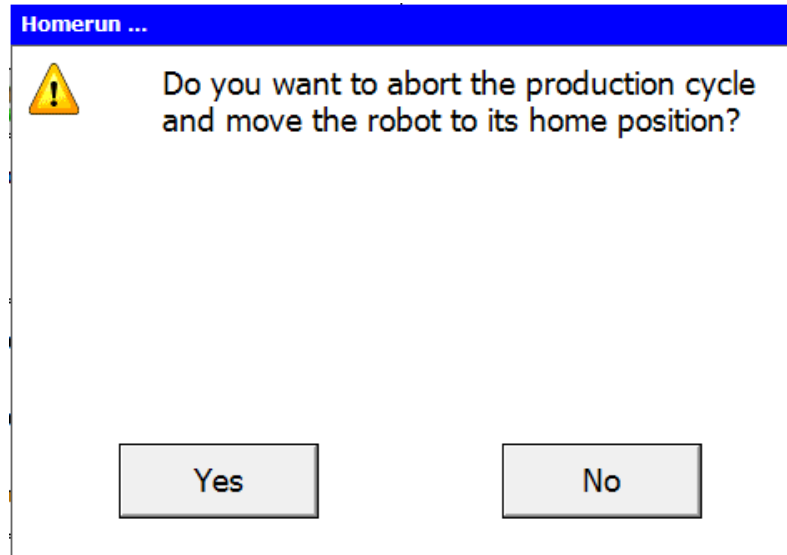 Homerun ...
Do you want to abort the production cycle
and move the robot to its home position?
Yes
No